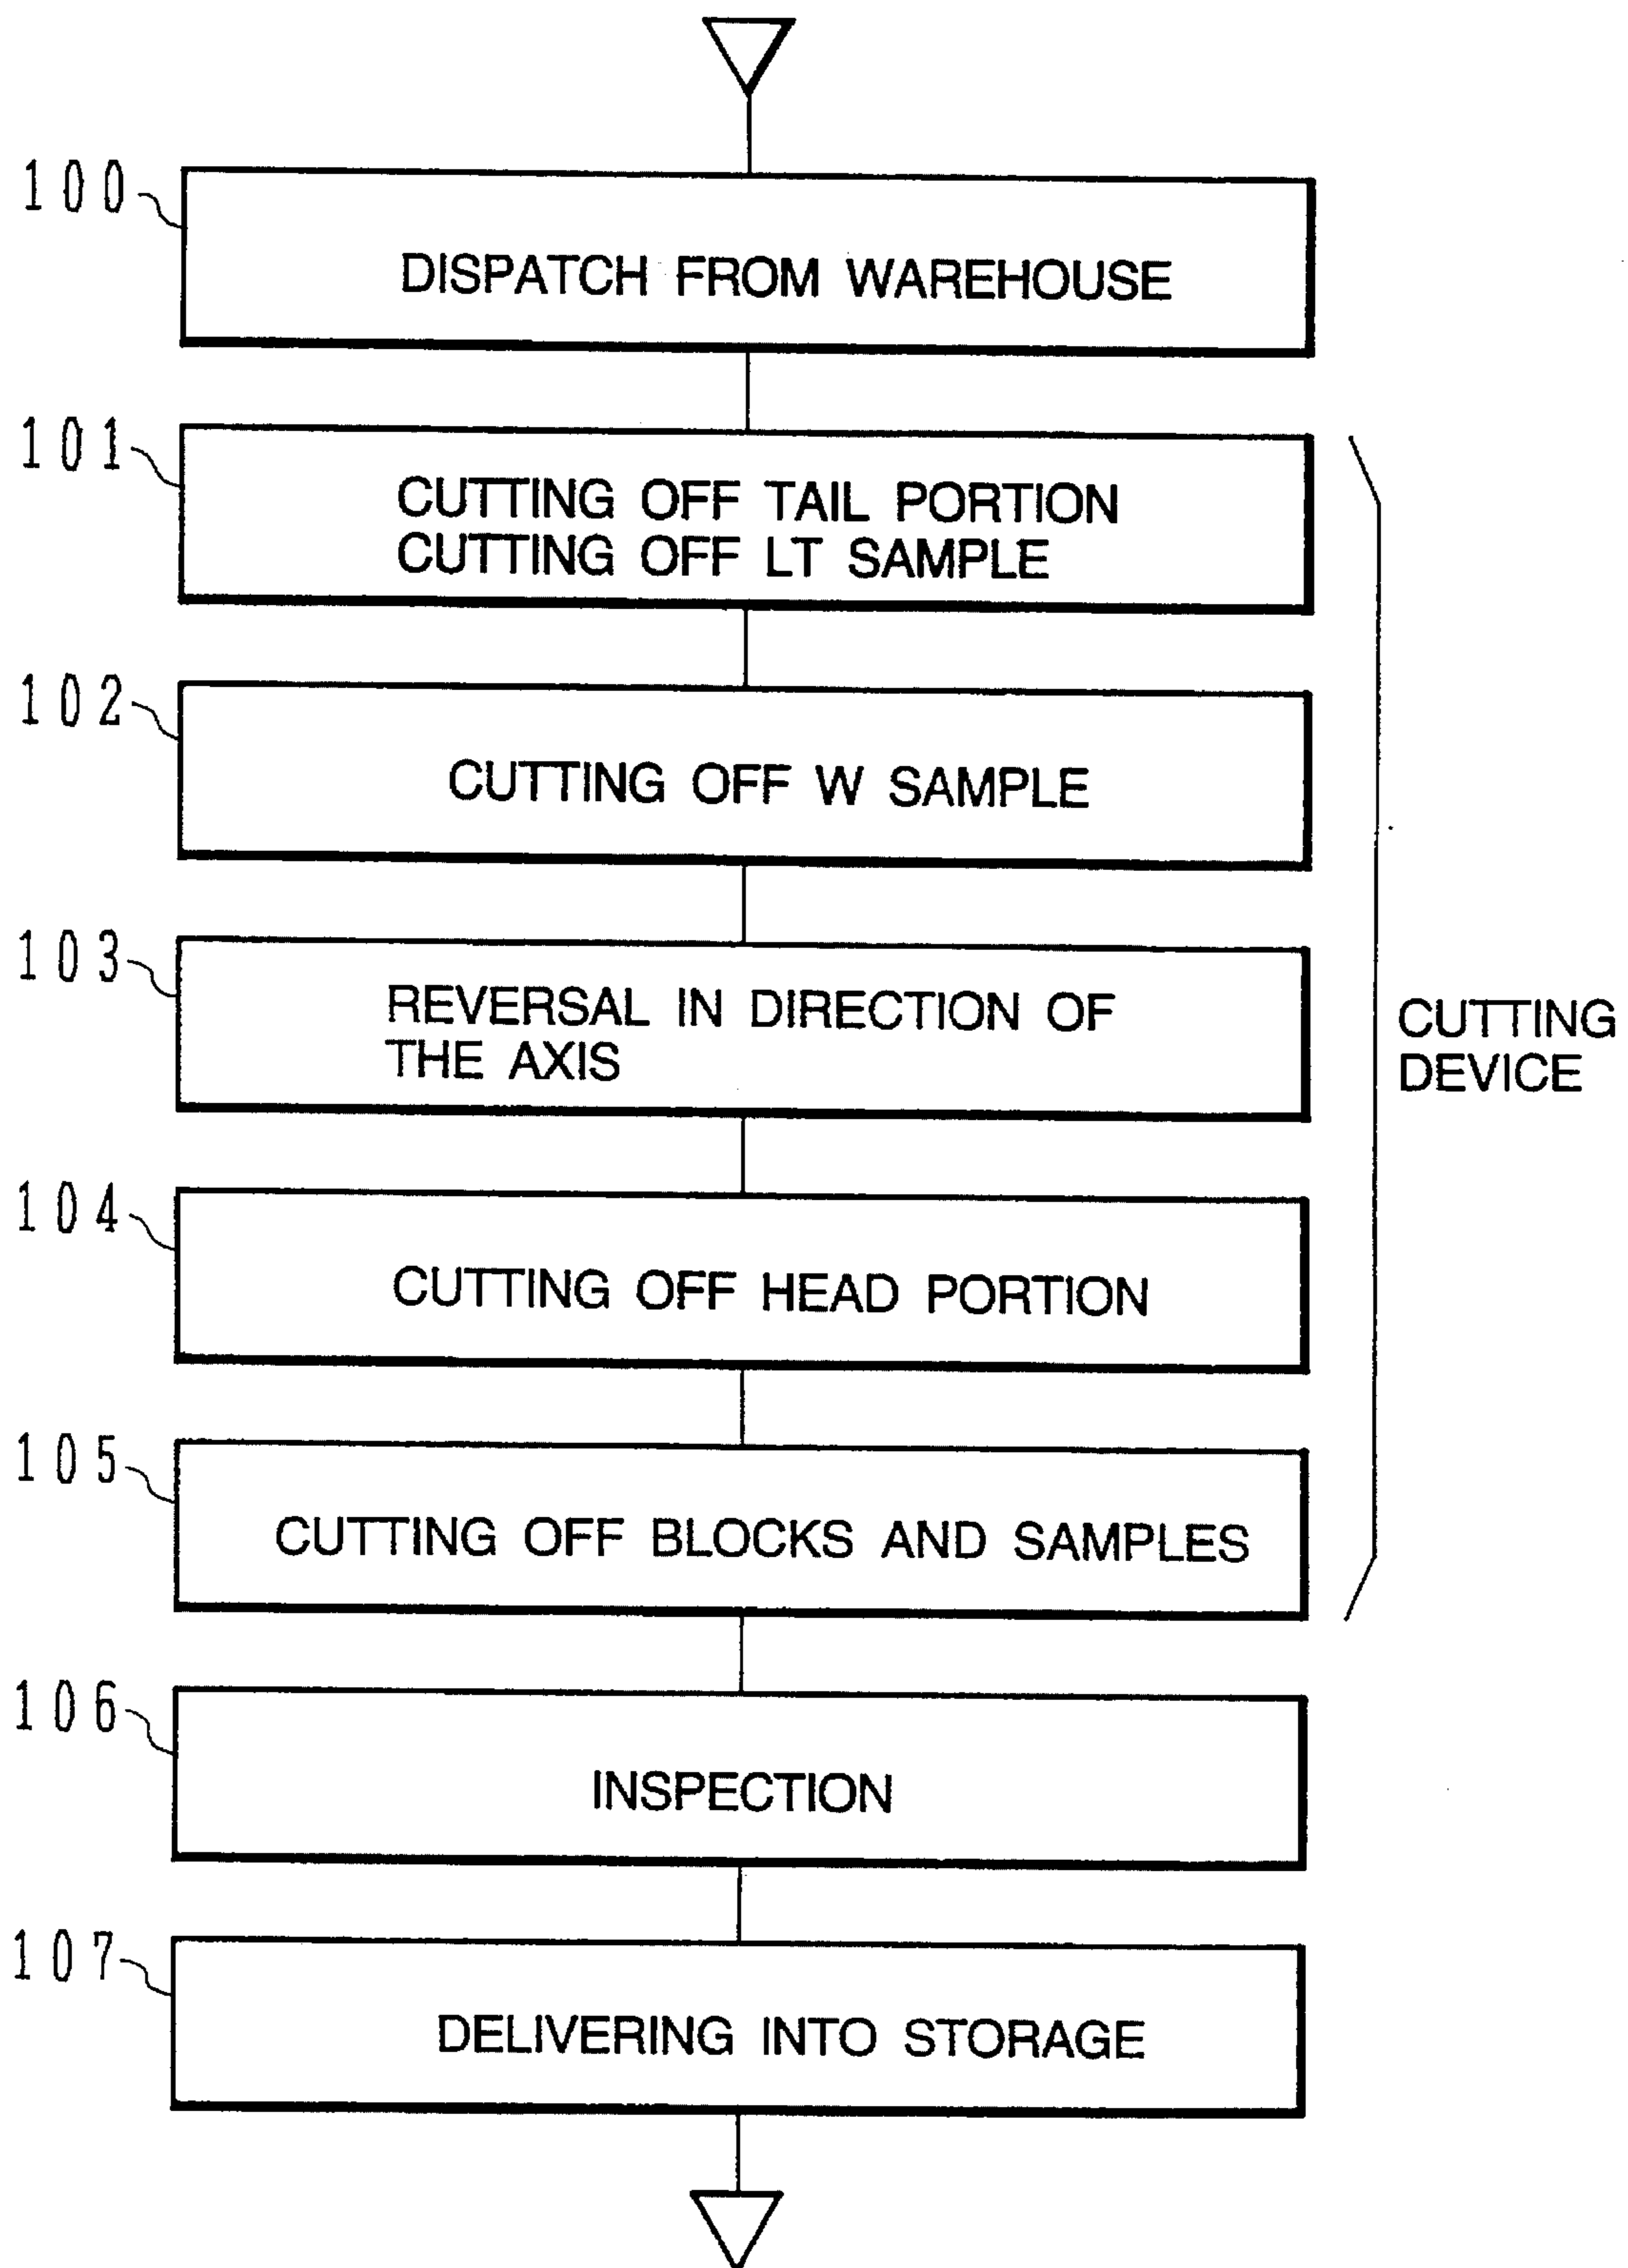 100
DISPATCH FROM WAREHOUSE
101
CUTTING OFF TAIL PORTION
CUTTING OFF LT SAMPLE
102
CUTTING OFF W SAMPLE
103
REVERSAL IN DIRECTION OF
THE AXIS
CUTTING
DEVICE
104
CUTTING OFF HEAD PORTION
105
CUTTING OFF BLOCKS AND SAMPLES
106
INSPECTION
107
DELIVERING INTO STORAGE